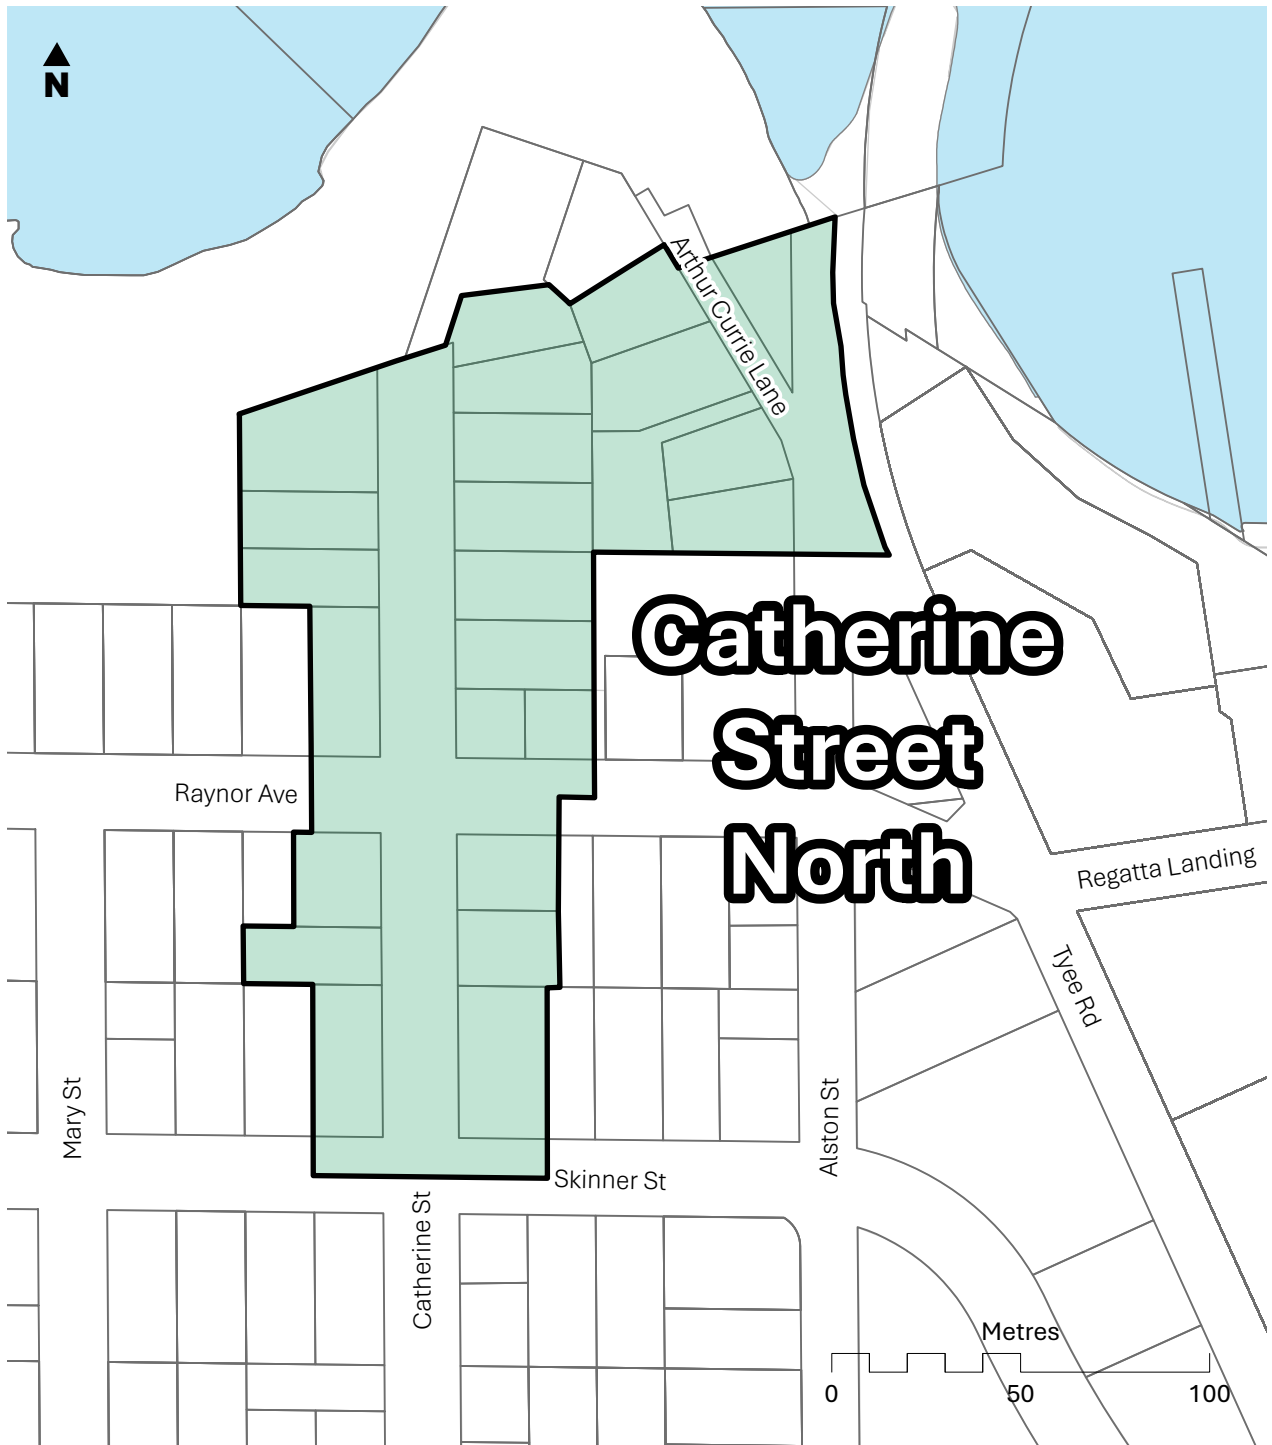 N
Arthur Currie Lane
Catherine
Street
North
Raynor Ave
Regatta Landing
Tyee Rd
Mary St
Alston St
Skinner St
Catherine St
Metres
0 50 100